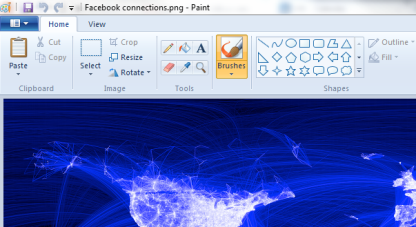 Facebook connections.png - Paint
Home View
Paste
Cut
Copy
Clipboard
Select
Crop
Resize
Rotate
Image
A
Tools
Brushes
Shapes
Outline
Fill